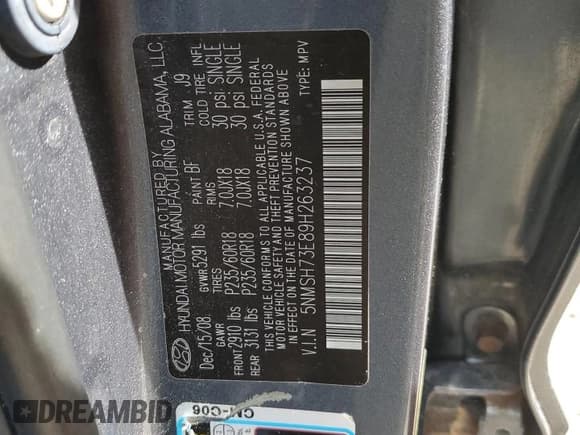 MANUFACTURED BY
HYUNDAI MOTOR MANUFACTURING ALABAMA, LLC.
Dec/15/08 GVWR 5291 lbs PAINT BF TRIM J9
GAWR TIRES RIMS COLD TIRE INFL
FRONT 2910 lbs P235/60R18 7.0JX18 30 psi SINGLE
REAR 3131 lbs P235/60R18 7.0JX18 30 psi SINGLE
THIS VEHICLE CONFORMS TO ALL APPLICABLE U.S.A. FEDERAL
MOTOR VEHICLE SAFETY AND THEFT PREVENTION STANDARDS
IN EFFECT ON THE DATE OF MANUFACTURE SHOWN ABOVE
V.I.N 5NMSH73E89H263237 TYPE: MPV
CM-C06
DREAMBID